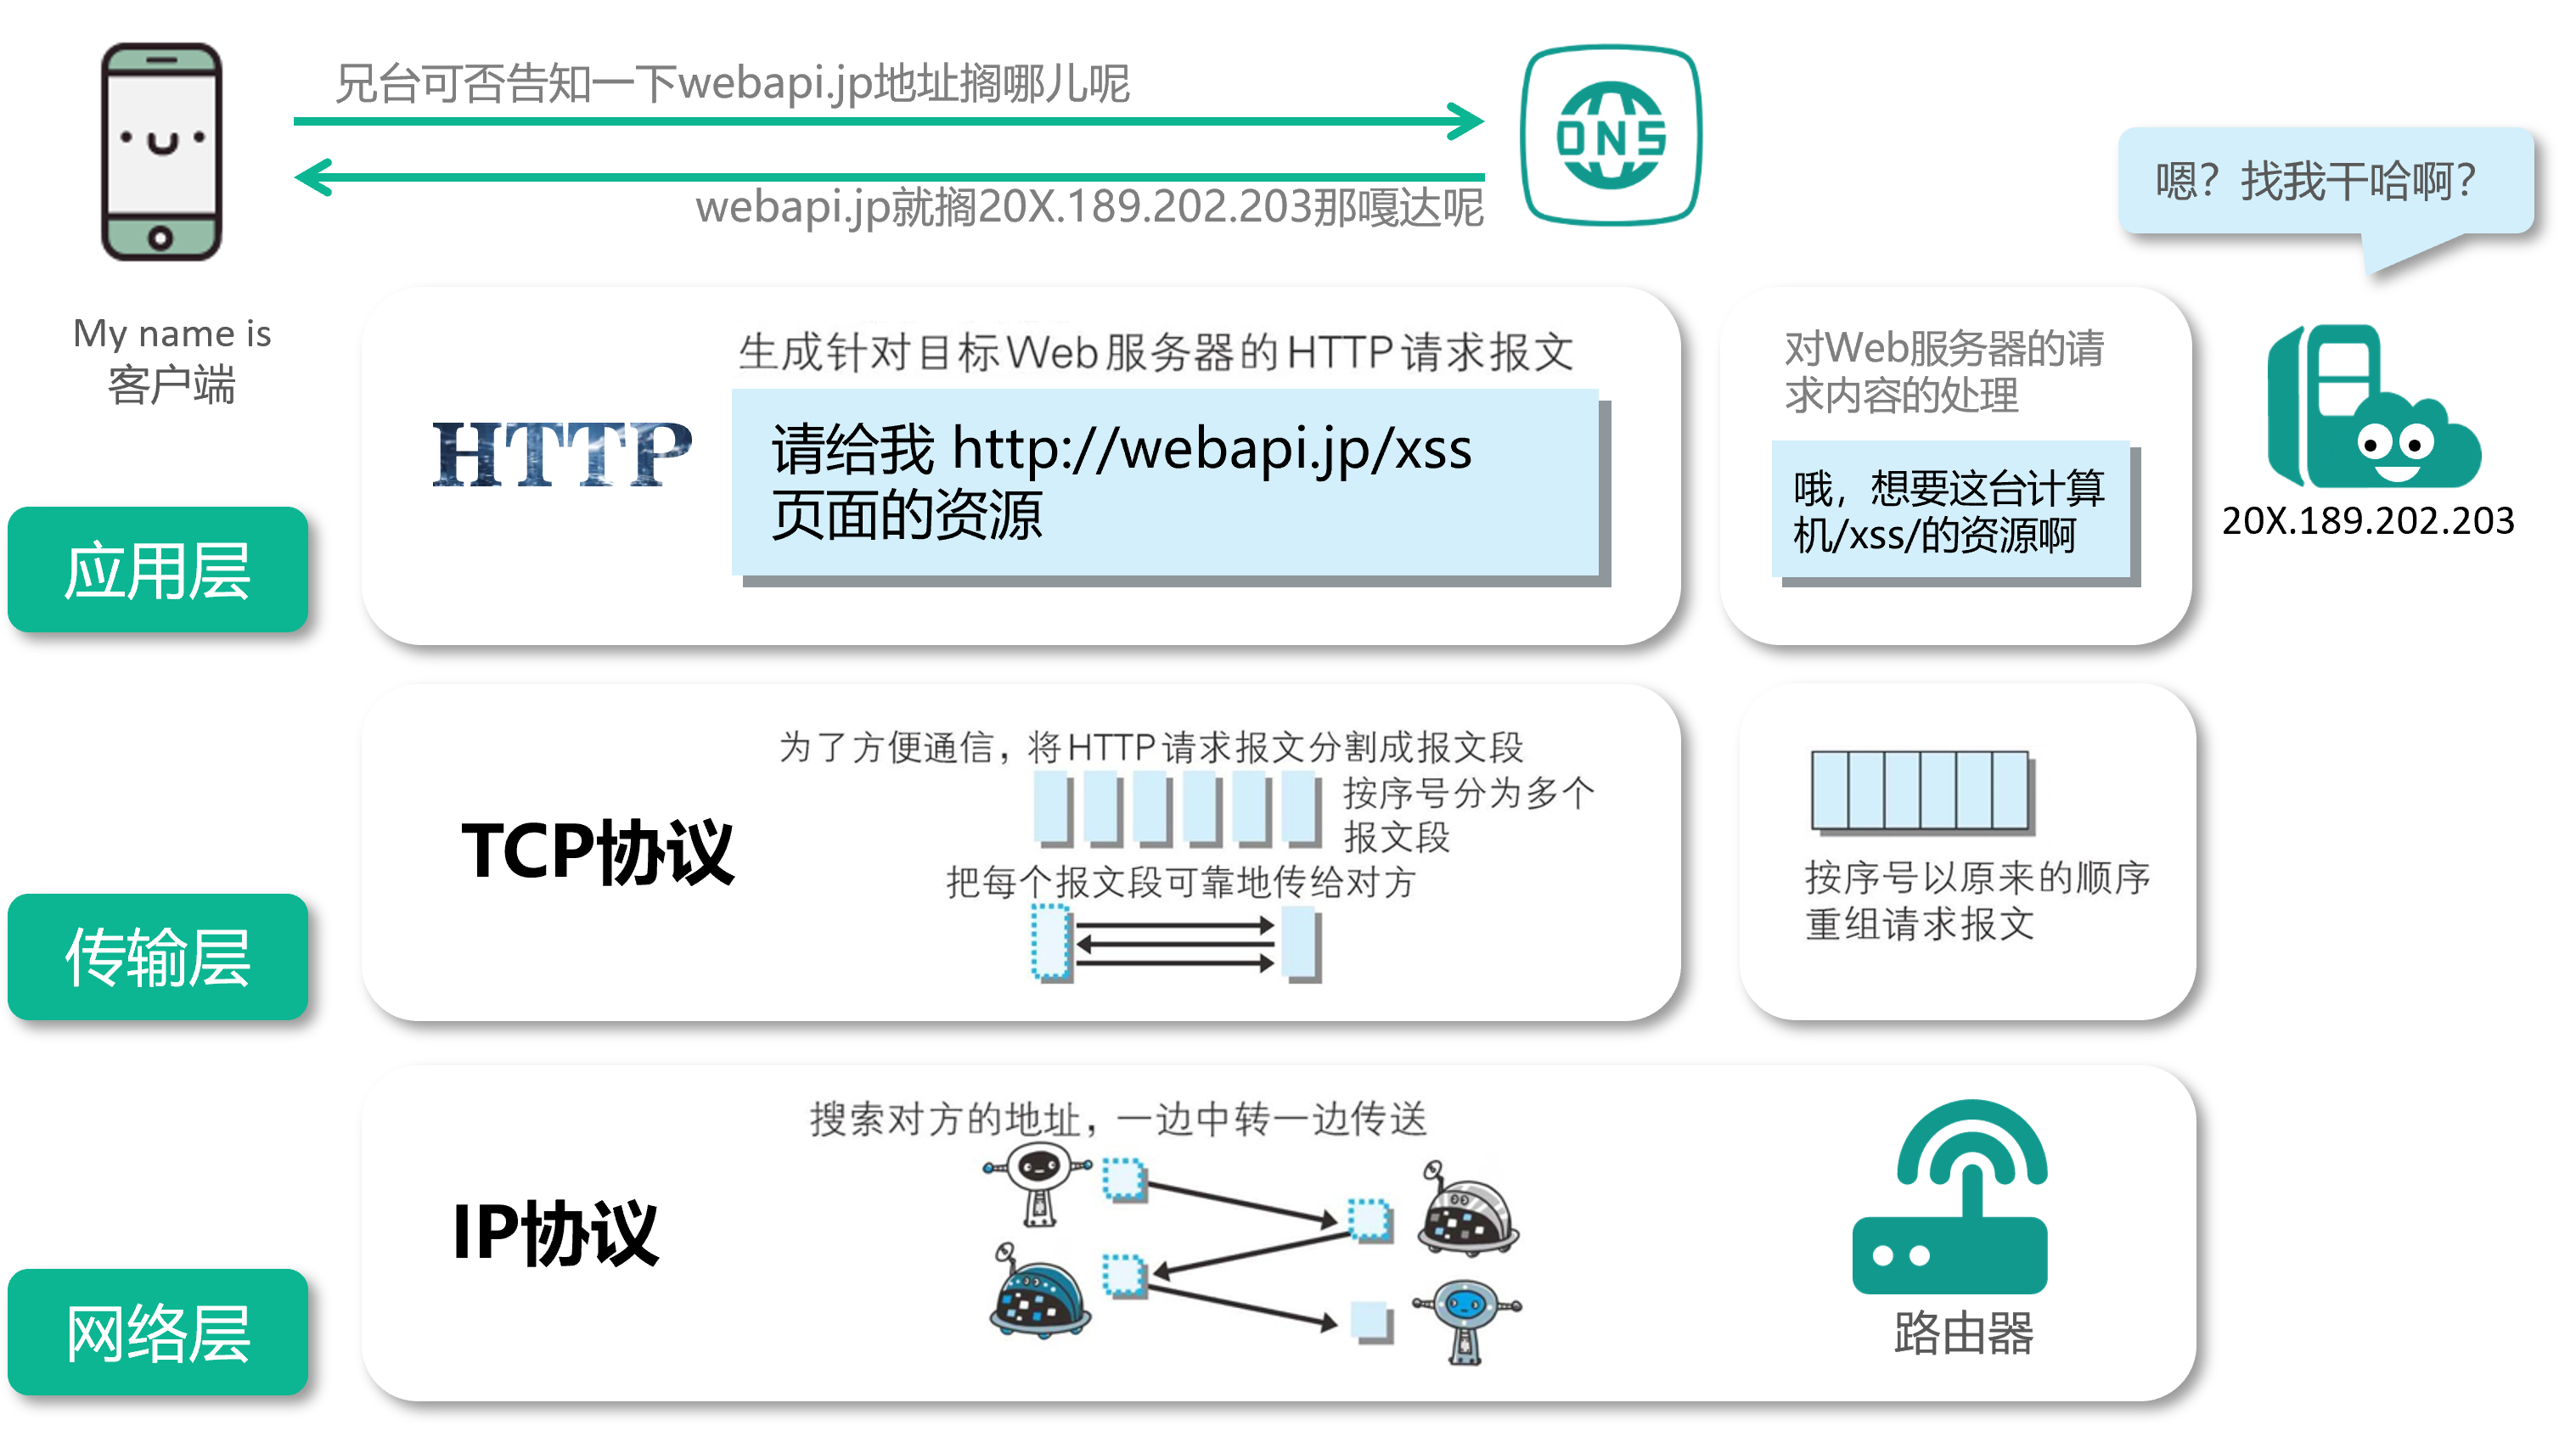 兄台可否告知一下webapi.jp地址搁哪儿呢
DNS
webapi.jp就搁20X.189.202.203那嘎达呢
嗯？找我干哈啊？
My name is
客户端
生成针对目标Web服务器的HTTP请求报文
HTTP
请给我 http://webapi.jp/xss
页面的资源
对Web服务器的请
求内容的处理
哦，想要这台计算
机/xss/的资源啊
20X.189.202.203
应用层
为了方便通信，将HTTP请求报文分割成报文段
按序号分为多个
报文段
TCP协议
把每个报文段可靠地传给对方
按序号以原来的顺序
重组请求报文
传输层
搜索对方的地址，一边中转一边传送
IP协议
路由器
网络层